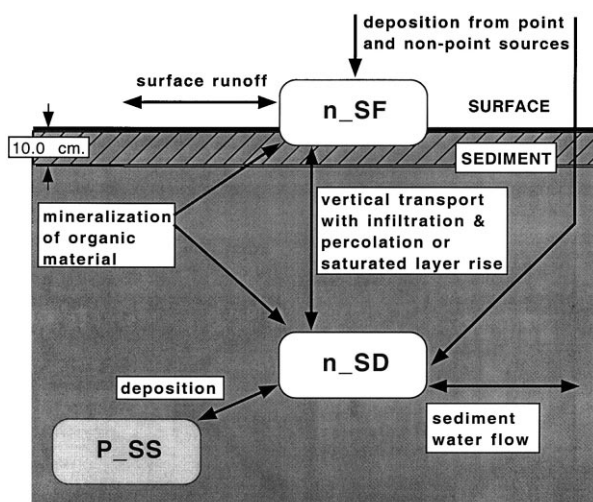 deposition from point
and non-point sources
surface runoff
n_SF
SURFACE
10.0 cm.
SEDIMENT
mineralization
of organic
material
vertical transport
with infiltration &
percolation or
saturated layer rise
n_SD
deposition
P_SS
sediment
water flow